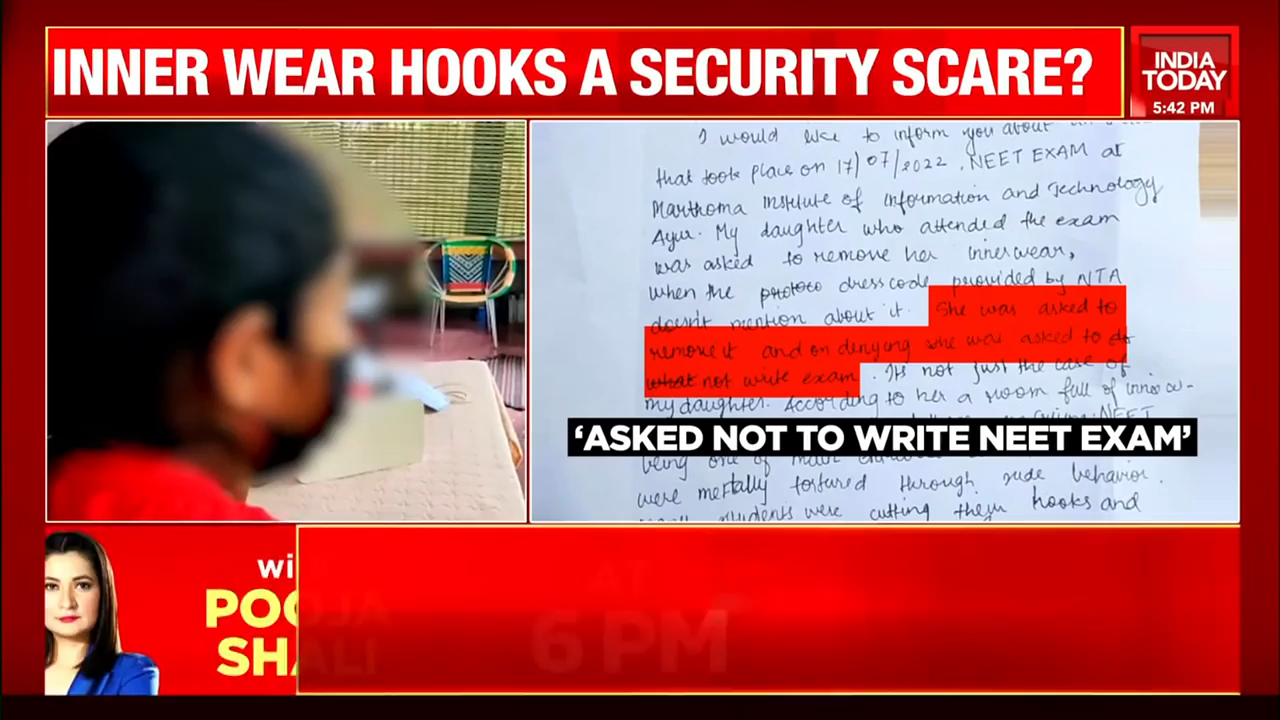 INNER WEAR HOOKS A SECURITY SCARE?
INDIA
TODAY
5:42 PM
I would like to inform you about
that took place on 17/07/2022, NEET EXAM at
Marthoma Institute of Information and Technology
Ayur. My daughter who attended the exam
was asked to remove her innerwear,
when the dresscode provided by NTA
doesn't mention about it. She was asked to
remove it and on denying she was asked to
not write exam. It's not just the case of
my daughter. According to her a room full of
'ASKED NOT TO WRITE NEET EXAM'
being one of main
were mentally tortured through rude behavior.
students were cutting their hooks and
POOJA
SHALI
AT
6 PM